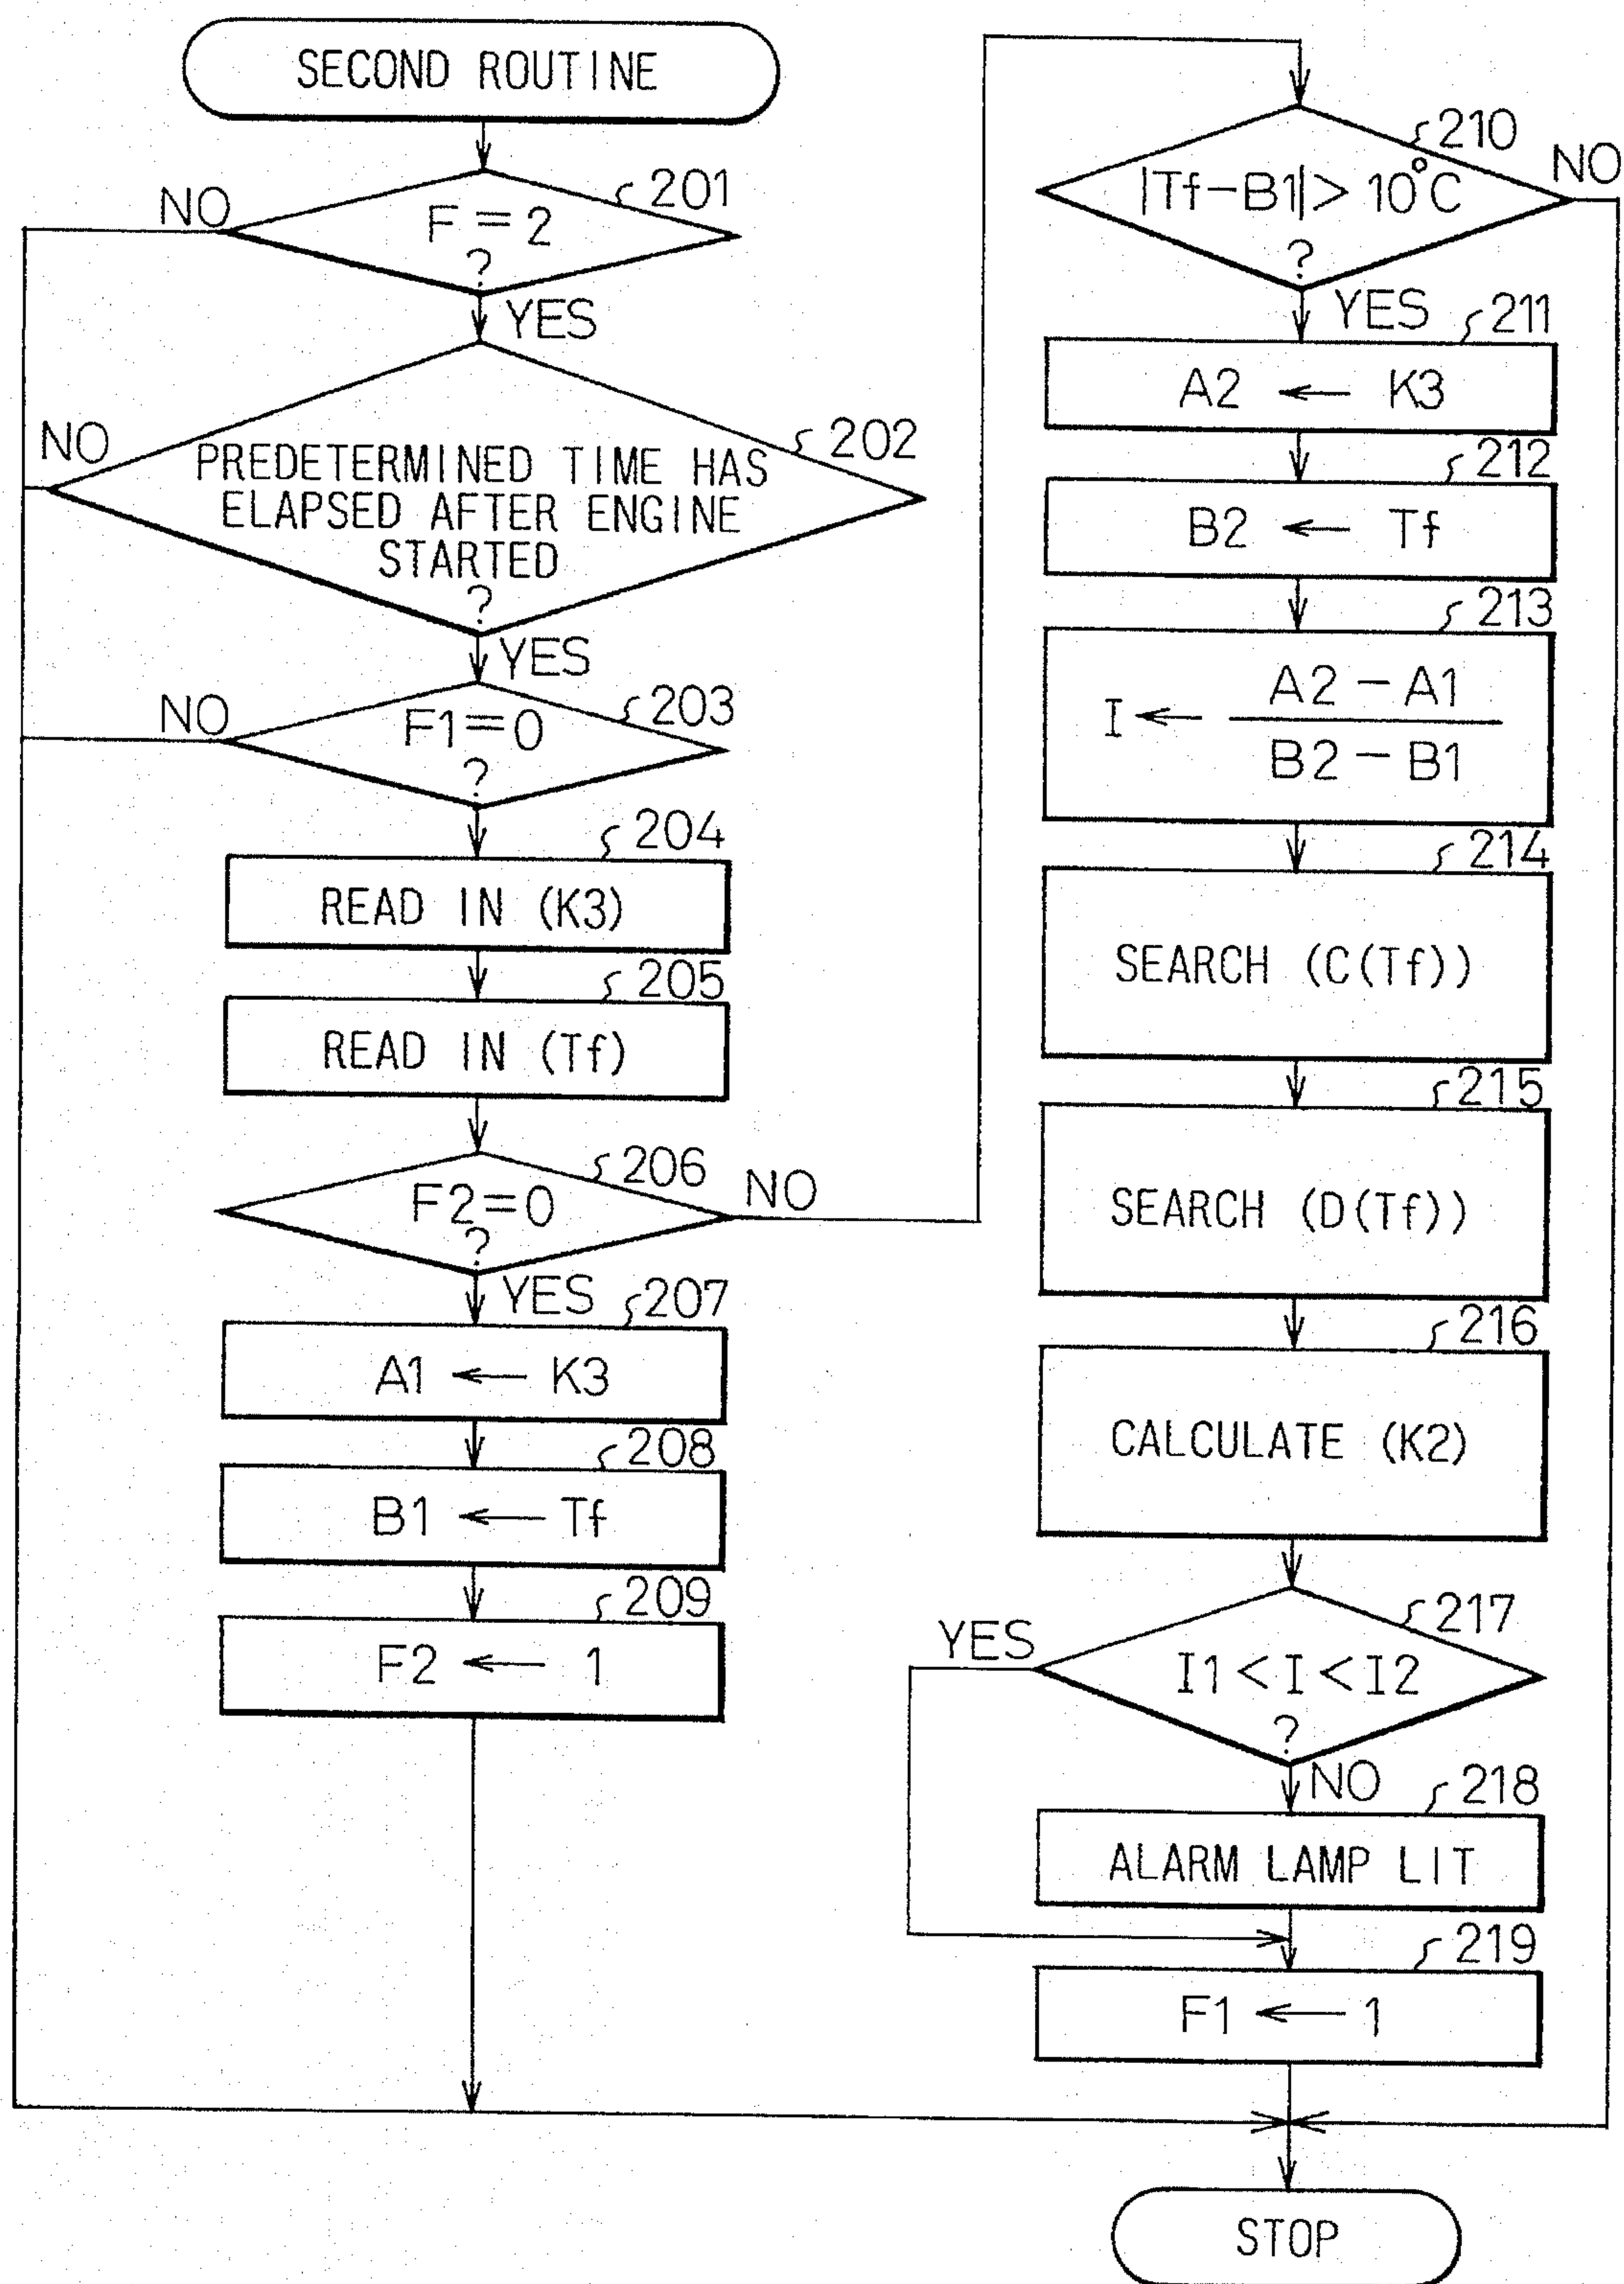 SECOND ROUTINE
201
NO
F = 2
?
YES
202
NO
PREDETERMINED TIME HAS
ELAPSED AFTER ENGINE
STARTED
?
YES
203
NO
F1=0
?
204
READ IN (K3)
205
READ IN (Tf)
206
F2=0
NO
?
YES
207
A1 ← K3
208
B1 ← Tf
209
F2 ← 1
210
NO
|Tf-B1| > 10°C
?
YES
211
A2 ← K3
212
B2 ← Tf
213
A2 - A1
I ←
B2 - B1
214
SEARCH (C(Tf))
215
SEARCH (D(Tf))
216
CALCULATE (K2)
217
YES
I1 < I < I2
?
NO
218
ALARM LAMP LIT
219
F1 ← 1
STOP